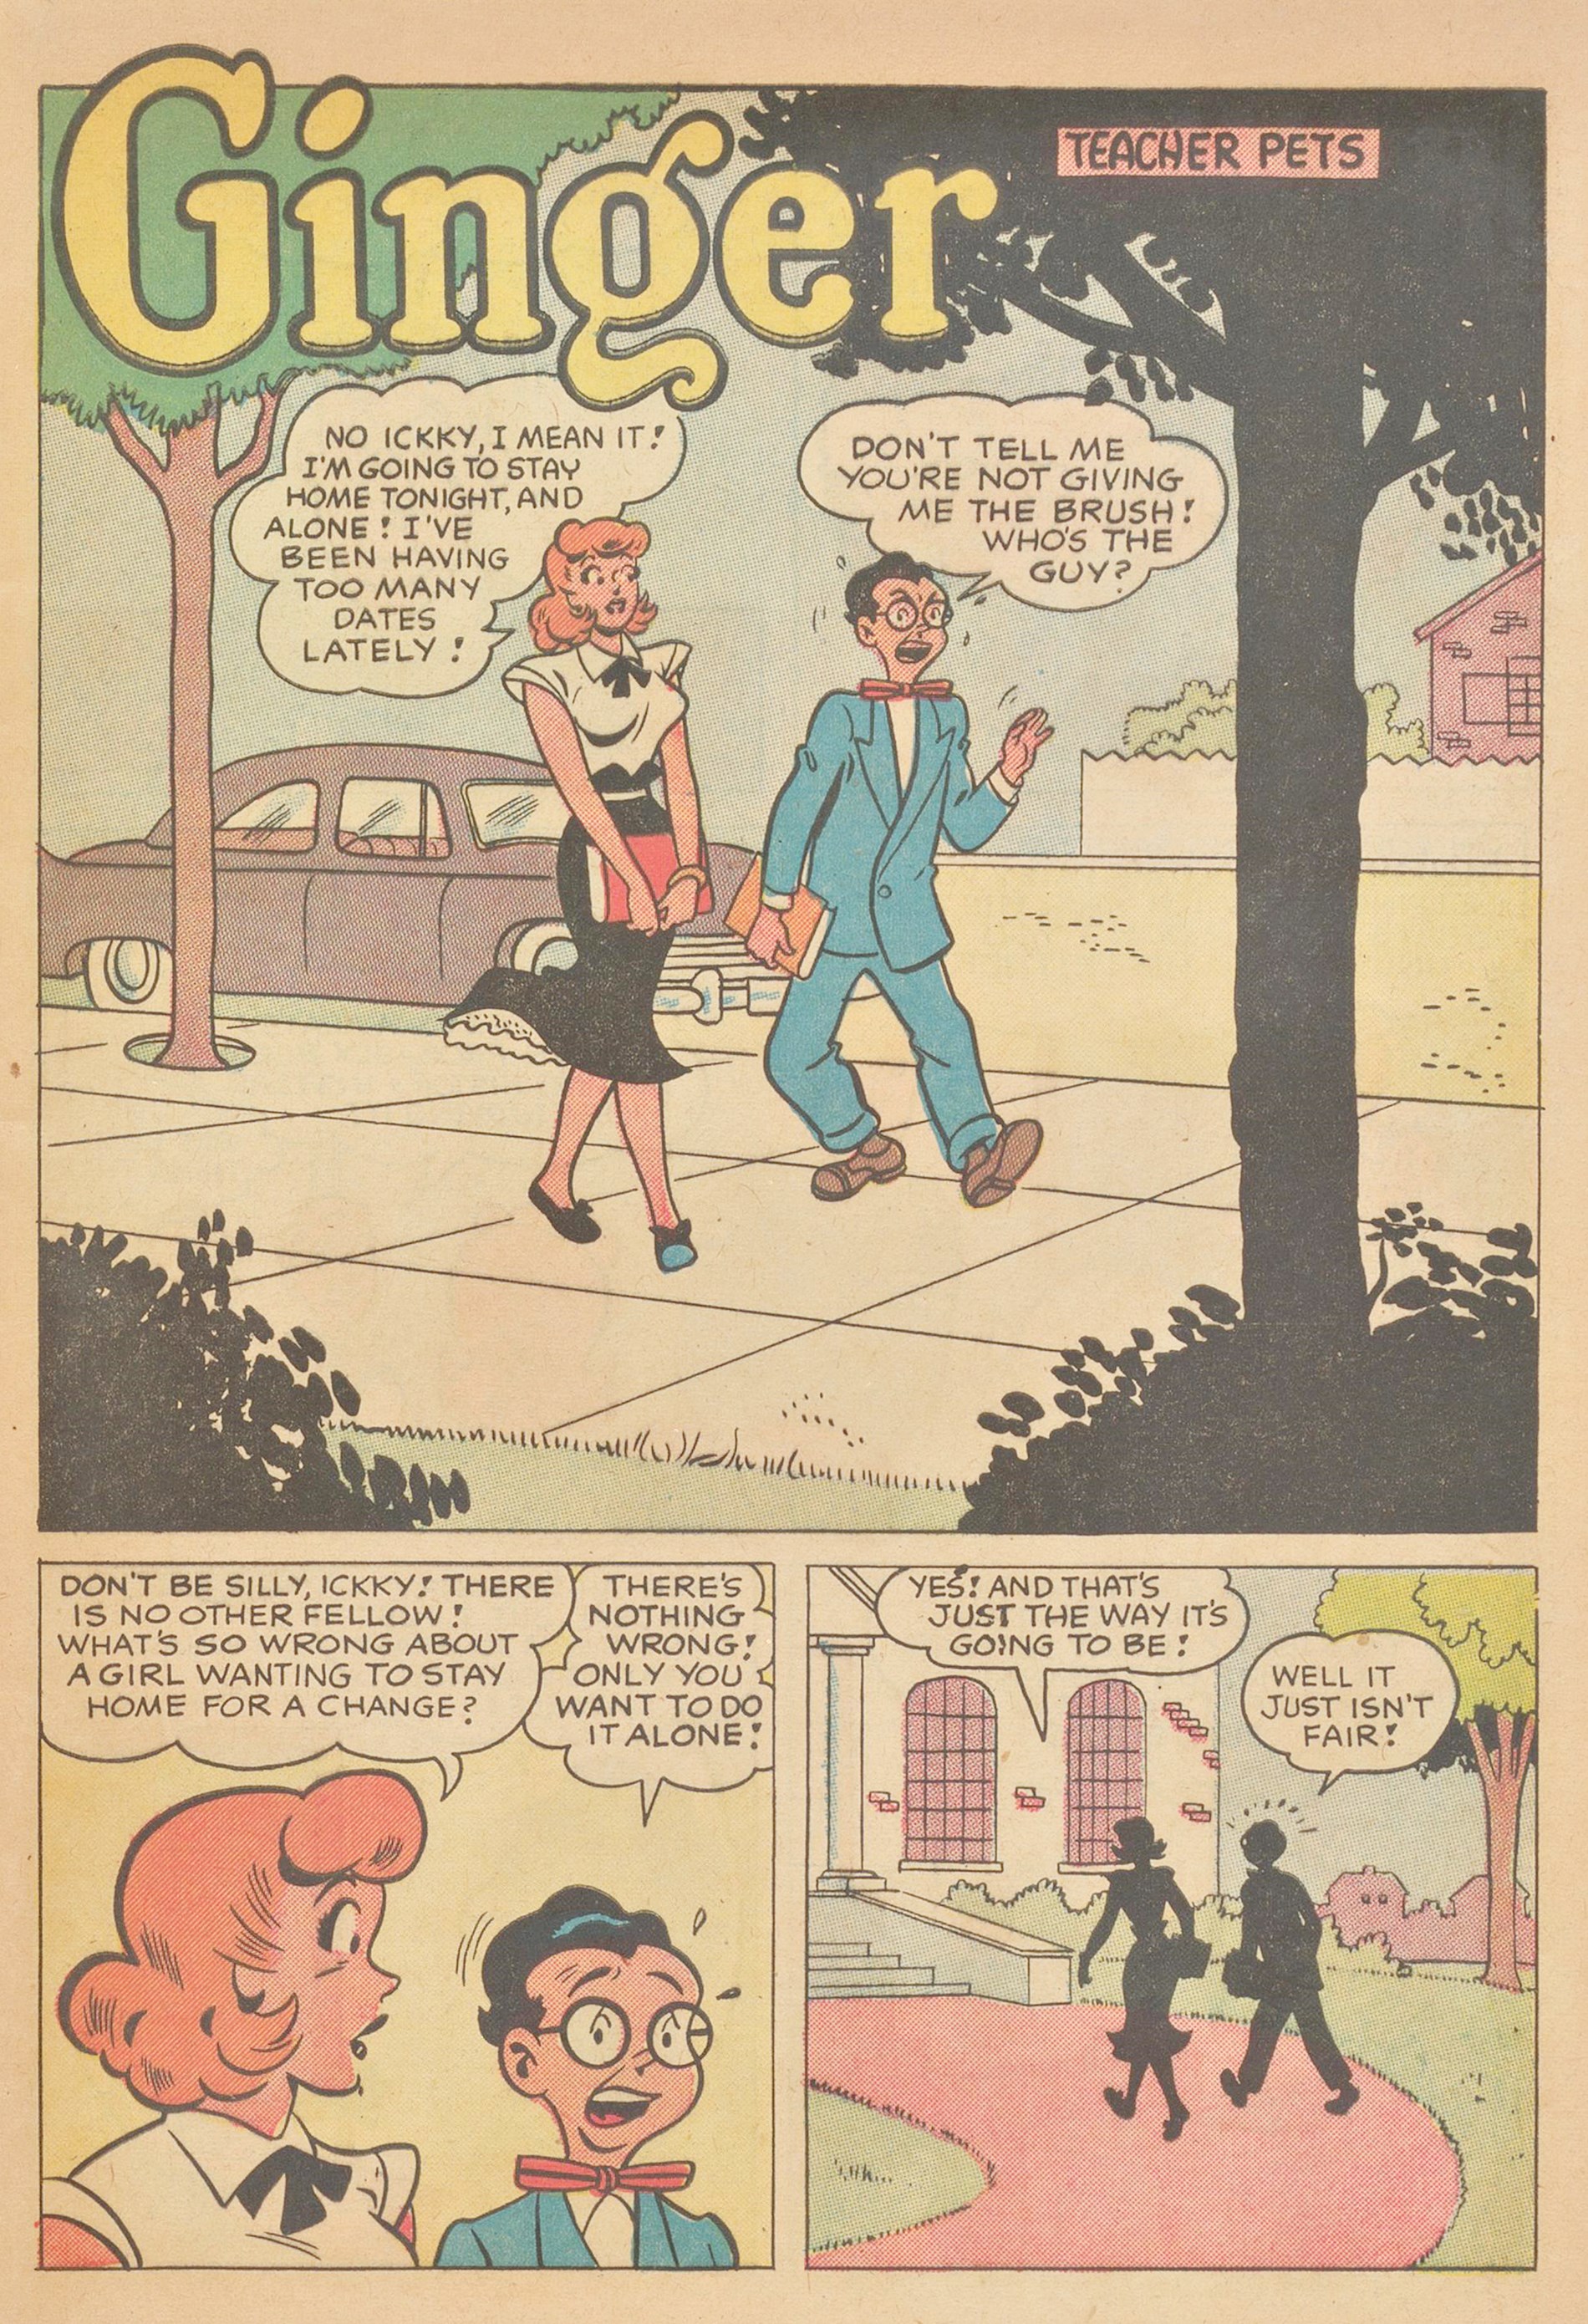 Ginger
TEACHER PETS
NO ICKKY, I MEAN IT!
I'M GOING TO STAY
HOME TONIGHT, AND
ALONE! I'VE
BEEN HAVING
TOO MANY
DATES
LATELY!
DON'T TELL ME
YOU'RE NOT GIVING
ME THE BRUSH!
WHO'S THE
GUY?
DON'T BE SILLY, ICKKY! THERE
IS NO OTHER FELLOW!
WHAT'S SO WRONG ABOUT
A GIRL WANTING TO STAY
HOME FOR A CHANGE?
THERE'S
NOTHING
WRONG!
ONLY YOU
WANT TO DO
IT ALONE!
YES! AND THAT'S
JUST THE WAY IT'S
GOING TO BE!
WELL IT
JUST ISN'T
FAIR!